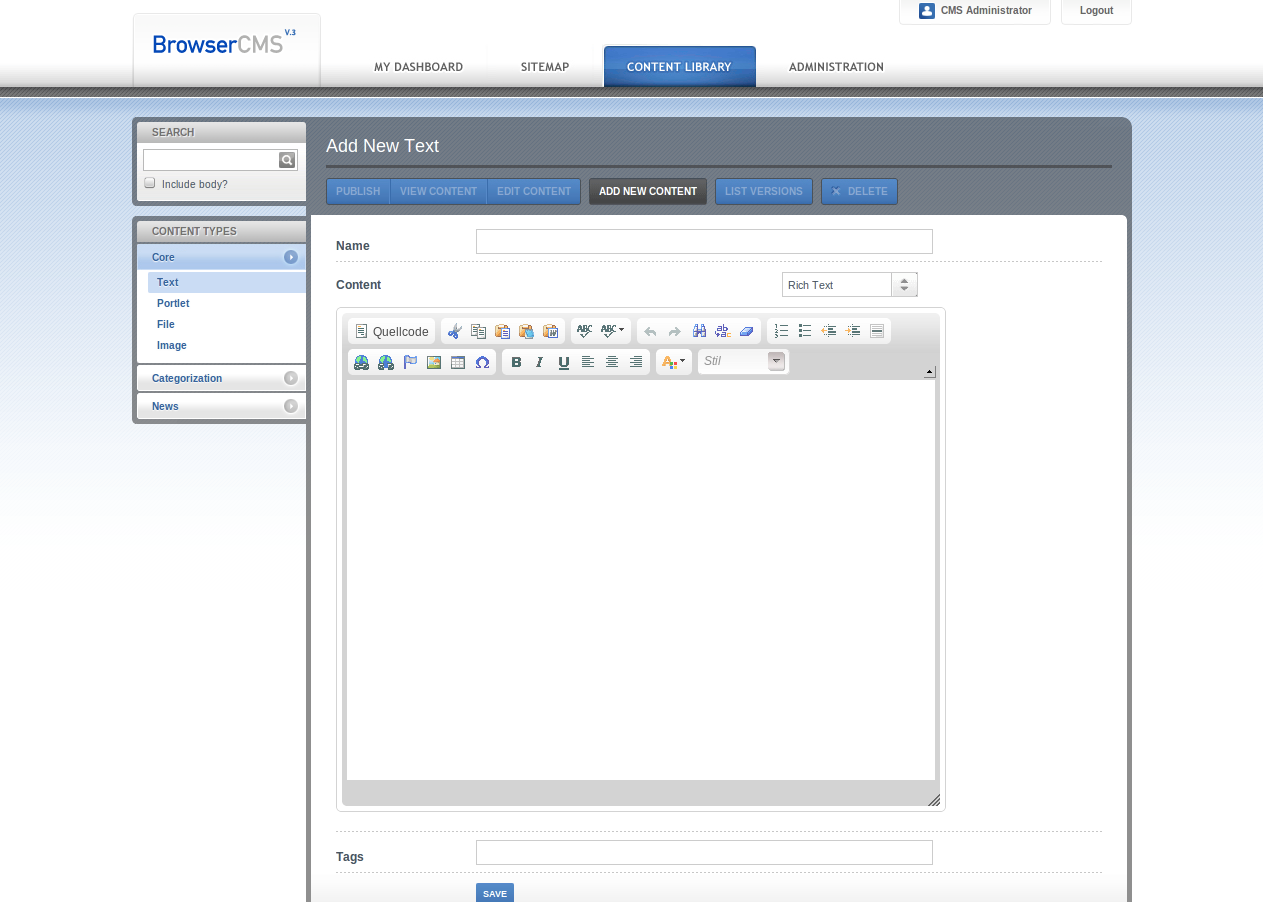 CMS Administrator
Logout
BrowserCMS V.3
MY DASHBOARD
SITEMAP
CONTENT LIBRARY
ADMINISTRATION
SEARCH
Include body?
CONTENT TYPES
Core
Text
Portlet
File
Image
Categorization
News
Add New Text
PUBLISH
VIEW CONTENT
EDIT CONTENT
ADD NEW CONTENT
LIST VERSIONS
DELETE
Name
Content
Rich Text
Quellcode
ABC
ABC
B I U
Stil
Tags
SAVE